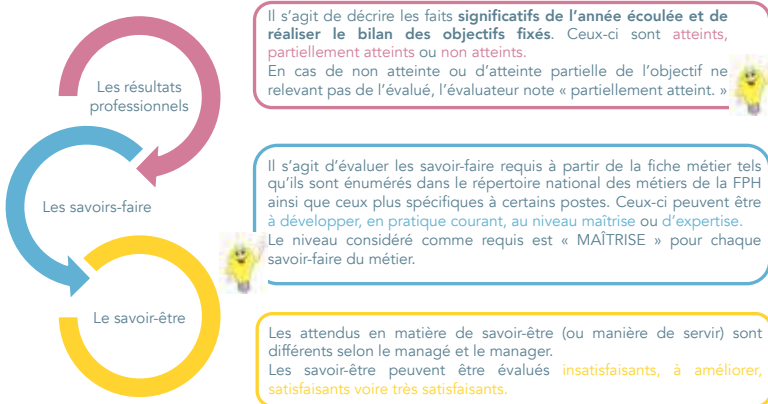 Il s’agit de décrire les faits significatifs de l’année écoulée et de
réaliser le bilan des objectifs fixés. Ceux-ci sont atteints,
partiellement atteints ou non atteints.
En cas de non atteinte ou d’atteinte partielle de l’objectif ne
relevant pas de l’évalué, l’évaluateur note « partiellement atteint. »
Les résultats
professionnels
Il s’agit d’évaluer les savoir-faire requis à partir de la fiche métier tels
qu’ils sont énumérés dans le répertoire national des métiers de la FPH
ainsi que ceux plus spécifiques à certains postes. Ceux-ci peuvent être
à développer, en pratique courant, au niveau maîtrise ou d’expertise.
Le niveau considéré comme requis est « MAÎTRISE » pour chaque
savoir-faire du métier.
Les savoirs-faire
Le savoir-être
Les attendus en matière de savoir-être (ou manière de servir) sont
différents selon le managé et le manager.
Les savoir-être peuvent être évalués insatisfaisants, à améliorer,
satisfaisants voire très satisfaisants.